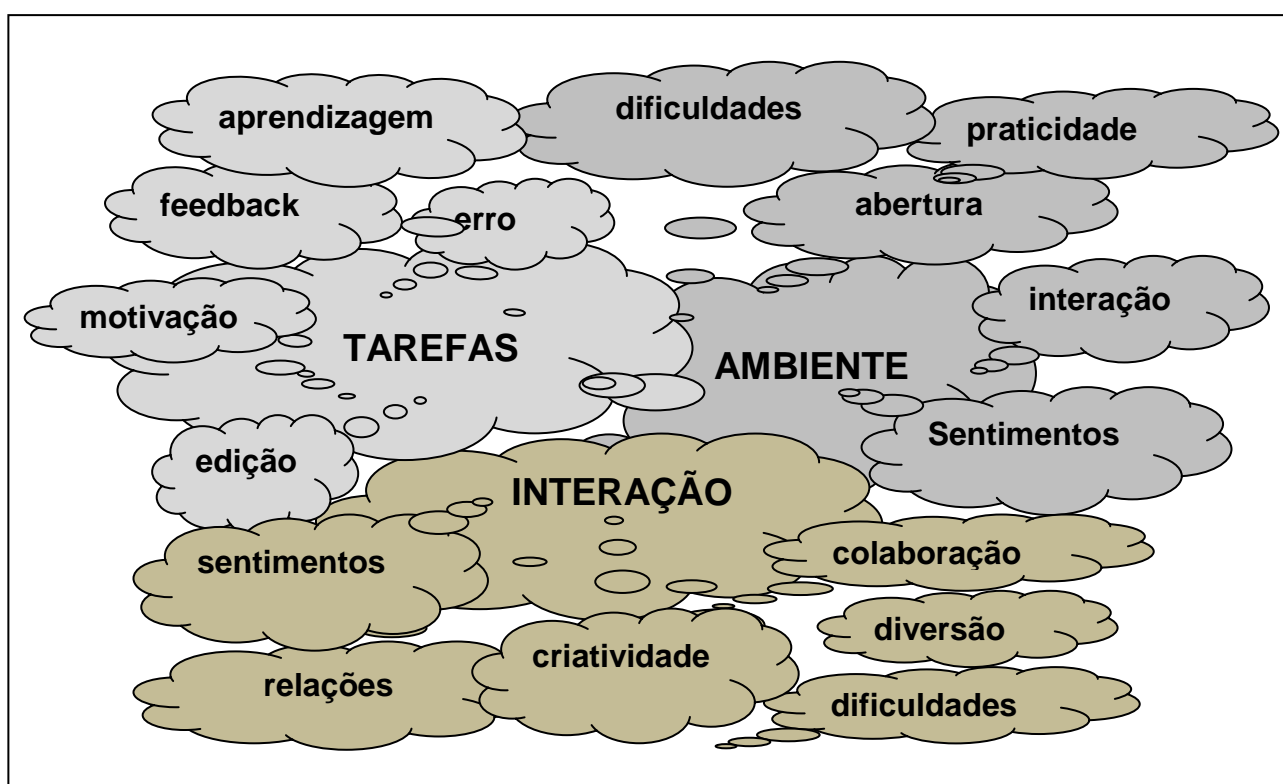 aprendizagem
dificuldades
praticidade
feedback
erro
abertura
motivação
interação
TAREFAS
AMBIENTE
Sentimentos
edição
INTERAÇÃO
sentimentos
colaboração
diversão
criatividade
relações
dificuldades